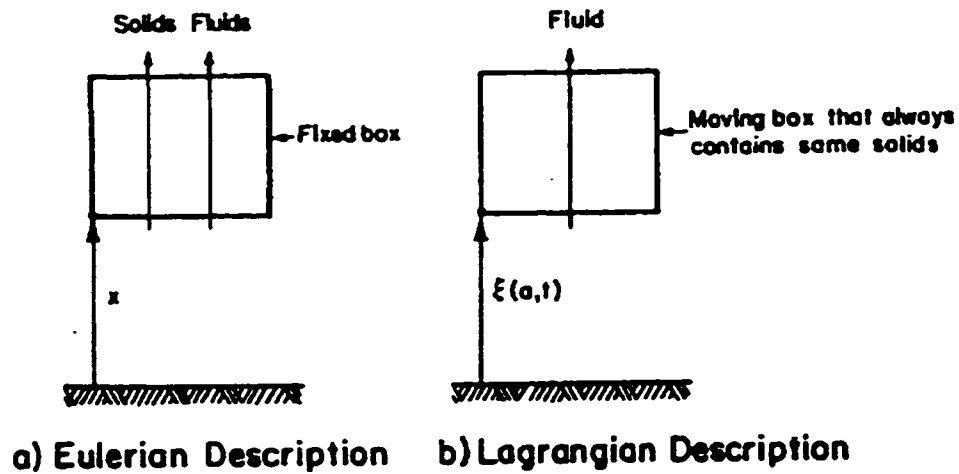 Solids Fluids
Fluid
Fixed box
Moving box that always
contains same solids
x
ξ(a,t)
a) Eulerian Description
b) Lagrangian Description